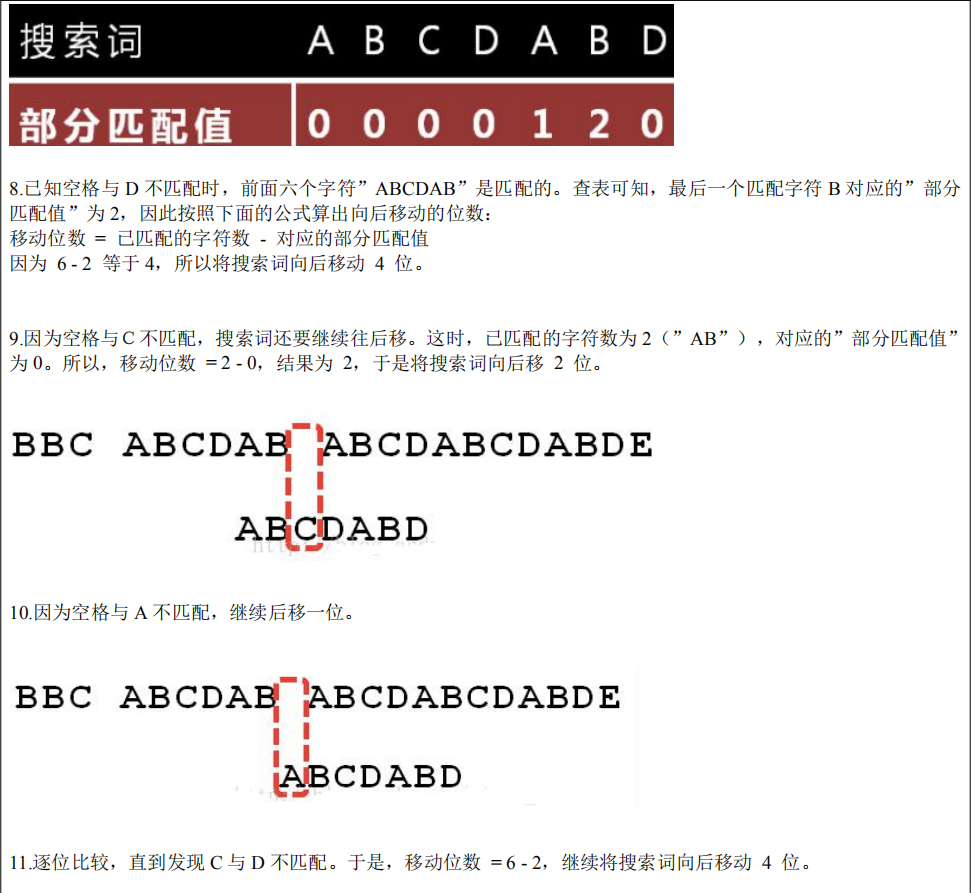 搜索词 A B C D A B D
部分匹配值 0 0 0 0 1 2 0
8.已知空格与 D 不匹配时，前面六个字符”ABCDAB”是匹配的。查表可知，最后一个匹配字符 B 对应的”部分
匹配值”为 2，因此按照下面的公式算出向后移动的位数：
移动位数 = 已匹配的字符数 - 对应的部分匹配值
因为 6 - 2 等于 4，所以将搜索词向后移动 4 位。
9.因为空格与 C 不匹配，搜索词还要继续往后移。这时，已匹配的字符数为 2（”AB”），对应的”部分匹配值”
为 0。所以，移动位数 = 2 - 0，结果为 2，于是将搜索词向后移 2 位。
BBC ABCDAB ABCDABCDABDE
ABCDABD
10.因为空格与 A 不匹配，继续后移一位。
BBC ABCDAB ABCDABCDABDE
ABCDABD
11.逐位比较，直到发现 C 与 D 不匹配。于是，移动位数 = 6 - 2，继续将搜索词向后移动 4 位。